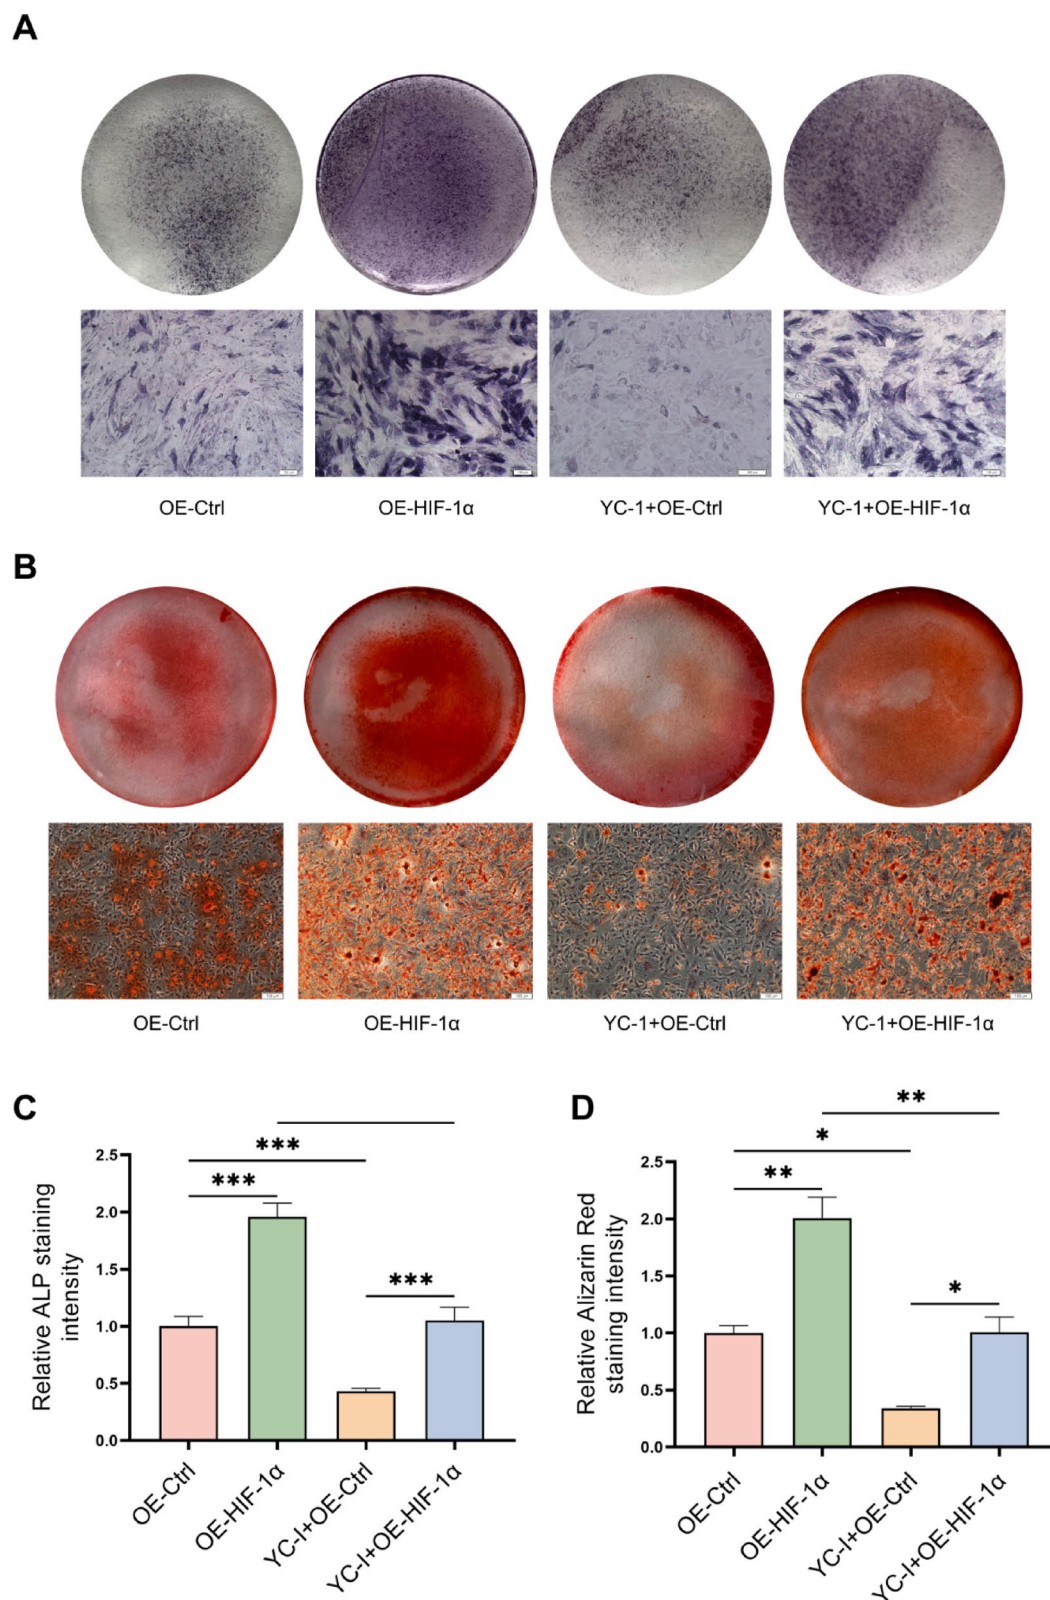 A
OE-Ctrl OE-HIF-1α YC-1+OE-Ctrl YC-1+OE-HIF-1α
B
OE-Ctrl OE-HIF-1α YC-1+OE-Ctrl YC-1+OE-HIF-1α
C
Relative ALP staining
intensity
2.5
2.0
1.5
1.0
0.5
0.0
***
***
***
OE-Ctrl
OE-HIF-1α
YC-I+OE-Ctrl
YC-I+OE-HIF-1α
D
Relative Alizarin Red
staining intensity
2.5
2.0
1.5
1.0
0.5
0.0
**
*
**
*
OE-Ctrl
OE-HIF-1α
YC-I+OE-Ctrl
YC-I+OE-HIF-1α